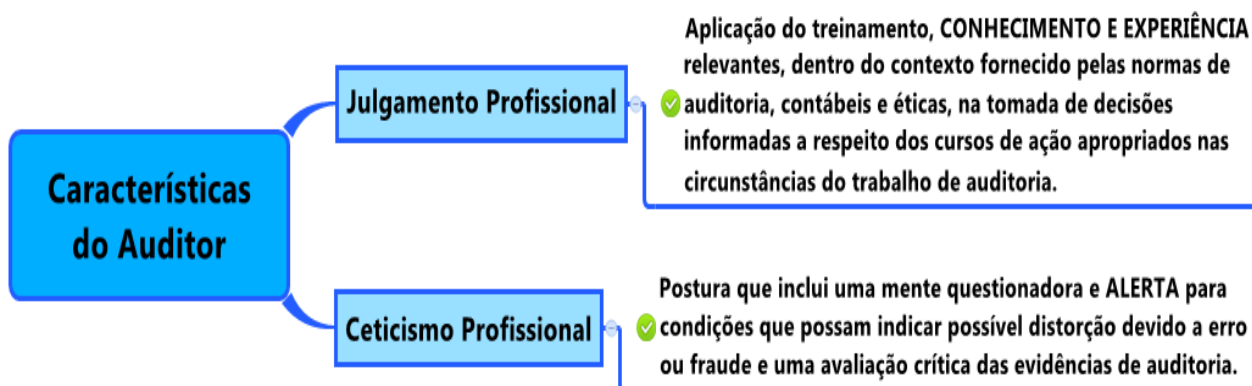 Características
do Auditor
Julgamento Profissional
Aplicação do treinamento, CONHECIMENTO E EXPERIÊNCIA
relevantes, dentro do contexto fornecido pelas normas de
auditoria, contábeis e éticas, na tomada de decisões
informadas a respeito dos cursos de ação apropriados nas
circunstâncias do trabalho de auditoria.
Ceticismo Profissional
Postura que inclui uma mente questionadora e ALERTA para
condições que possam indicar possível distorção devido a erro
ou fraude e uma avaliação crítica das evidências de auditoria.